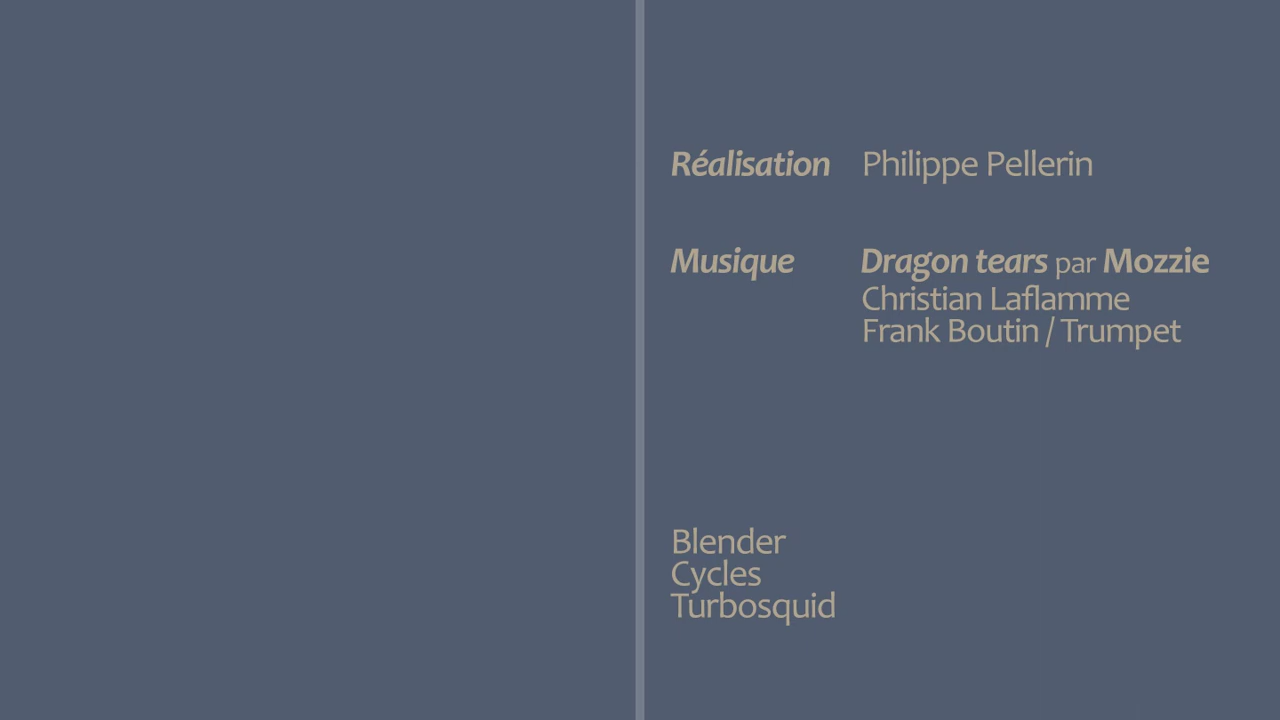 Réalisation Philippe Pellerin
Musique Dragon tears par Mozzie
Christian Laflamme
Frank Boutin / Trumpet
Blender
Cycles
Turbosquid